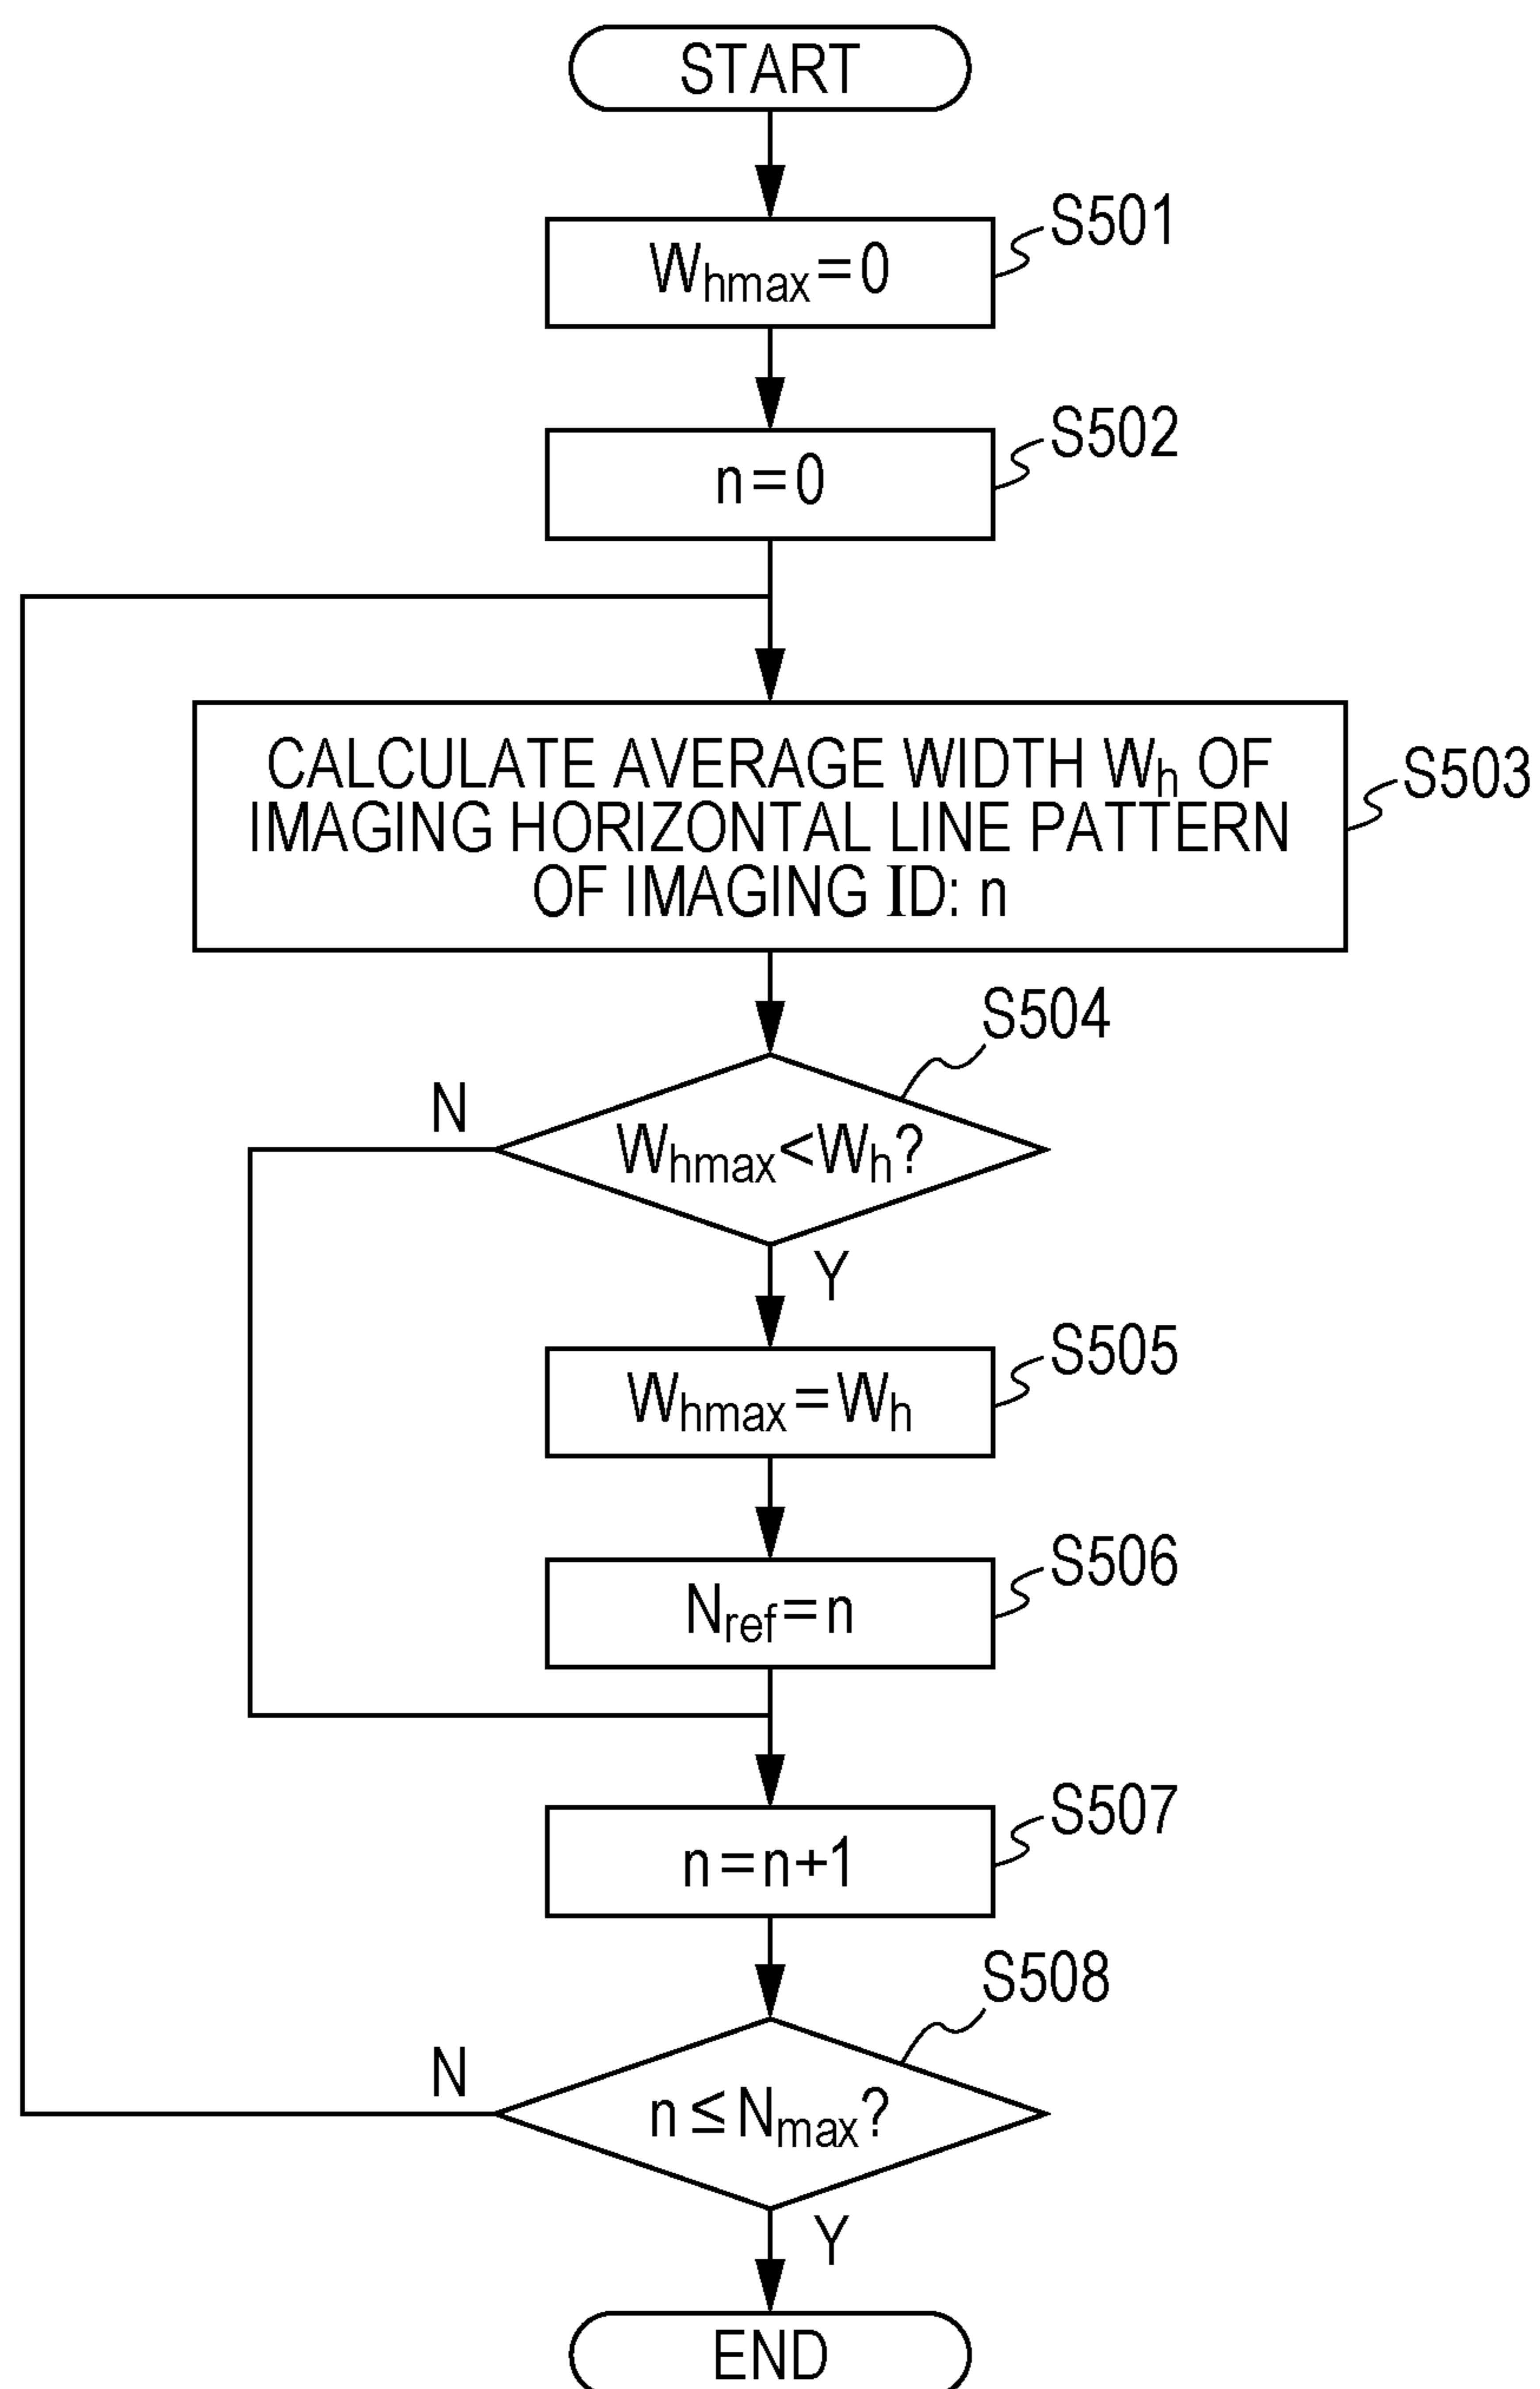 START
Whmax=0
S501
n=0
S502
CALCULATE AVERAGE WIDTH Wh OF
IMAGING HORIZONTAL LINE PATTERN
OF IMAGING ID: n
S503
S504
N
Whmax<Wh?
Y
S505
Whmax=Wh
S506
Nref=n
S507
n=n+1
S508
N
n≤Nmax?
Y
END